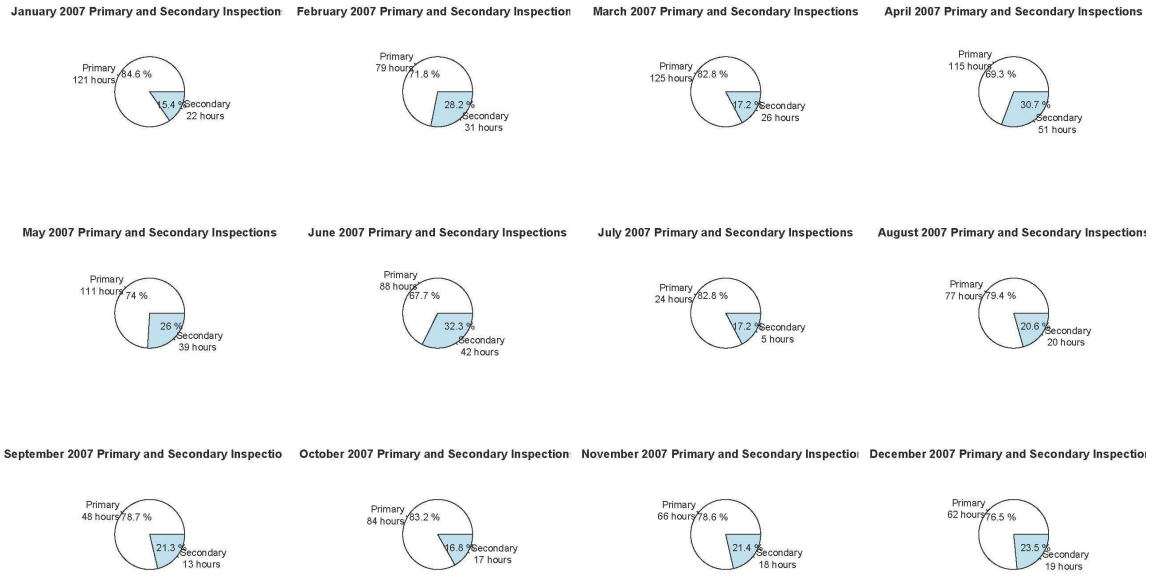 January 2007 Primary and Secondary Inspection
Primary
121 hours
84.6 %
15.4 %
Secondary
22 hours
February 2007 Primary and Secondary Inspection
Primary
79 hours
71.8 %
28.2 %
Secondary
31 hours
March 2007 Primary and Secondary Inspections
Primary
125 hours
82.8 %
17.2 %
Secondary
26 hours
April 2007 Primary and Secondary Inspections
Primary
115 hours
69.3 %
30.7 %
Secondary
51 hours
May 2007 Primary and Secondary Inspections
Primary
111 hours
74 %
26 %
Secondary
39 hours
June 2007 Primary and Secondary Inspections
Primary
88 hours
67.7 %
32.3 %
Secondary
42 hours
July 2007 Primary and Secondary Inspections
Primary
24 hours
82.8 %
17.2 %
Secondary
5 hours
August 2007 Primary and Secondary Inspections
Primary
77 hours
79.4 %
20.6 %
Secondary
20 hours
September 2007 Primary and Secondary Inspectio
Primary
48 hours
78.7 %
21.3 %
Secondary
13 hours
October 2007 Primary and Secondary Inspection
Primary
84 hours
83.2 %
16.8 %
Secondary
17 hours
November 2007 Primary and Secondary Inspectio
Primary
66 hours
78.6 %
21.4 %
Secondary
18 hours
December 2007 Primary and Secondary Inspectio
Primary
62 hours
76.5 %
23.5 %
Secondary
19 hours